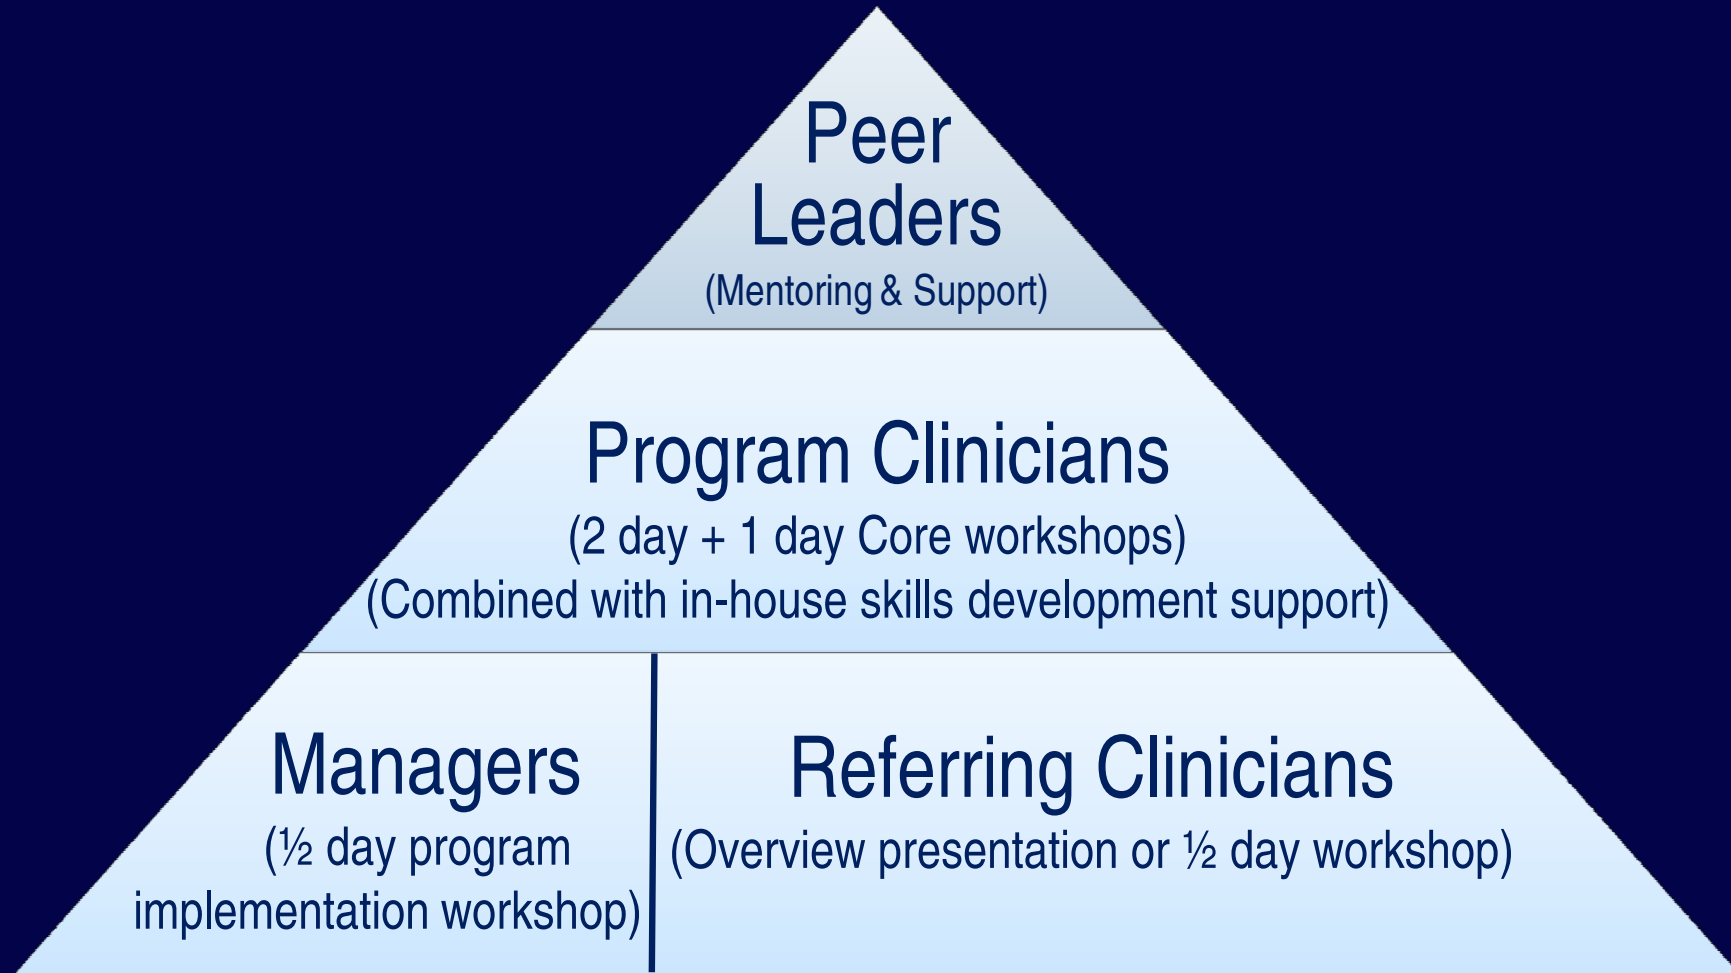 Peer
Leaders
(Mentoring & Support)
Program Clinicians
(2 day + 1 day Core workshops)
(Combined with in-house skills development support)
Managers
(½ day program
implementation workshop)
Referring Clinicians
(Overview presentation or ½ day workshop)